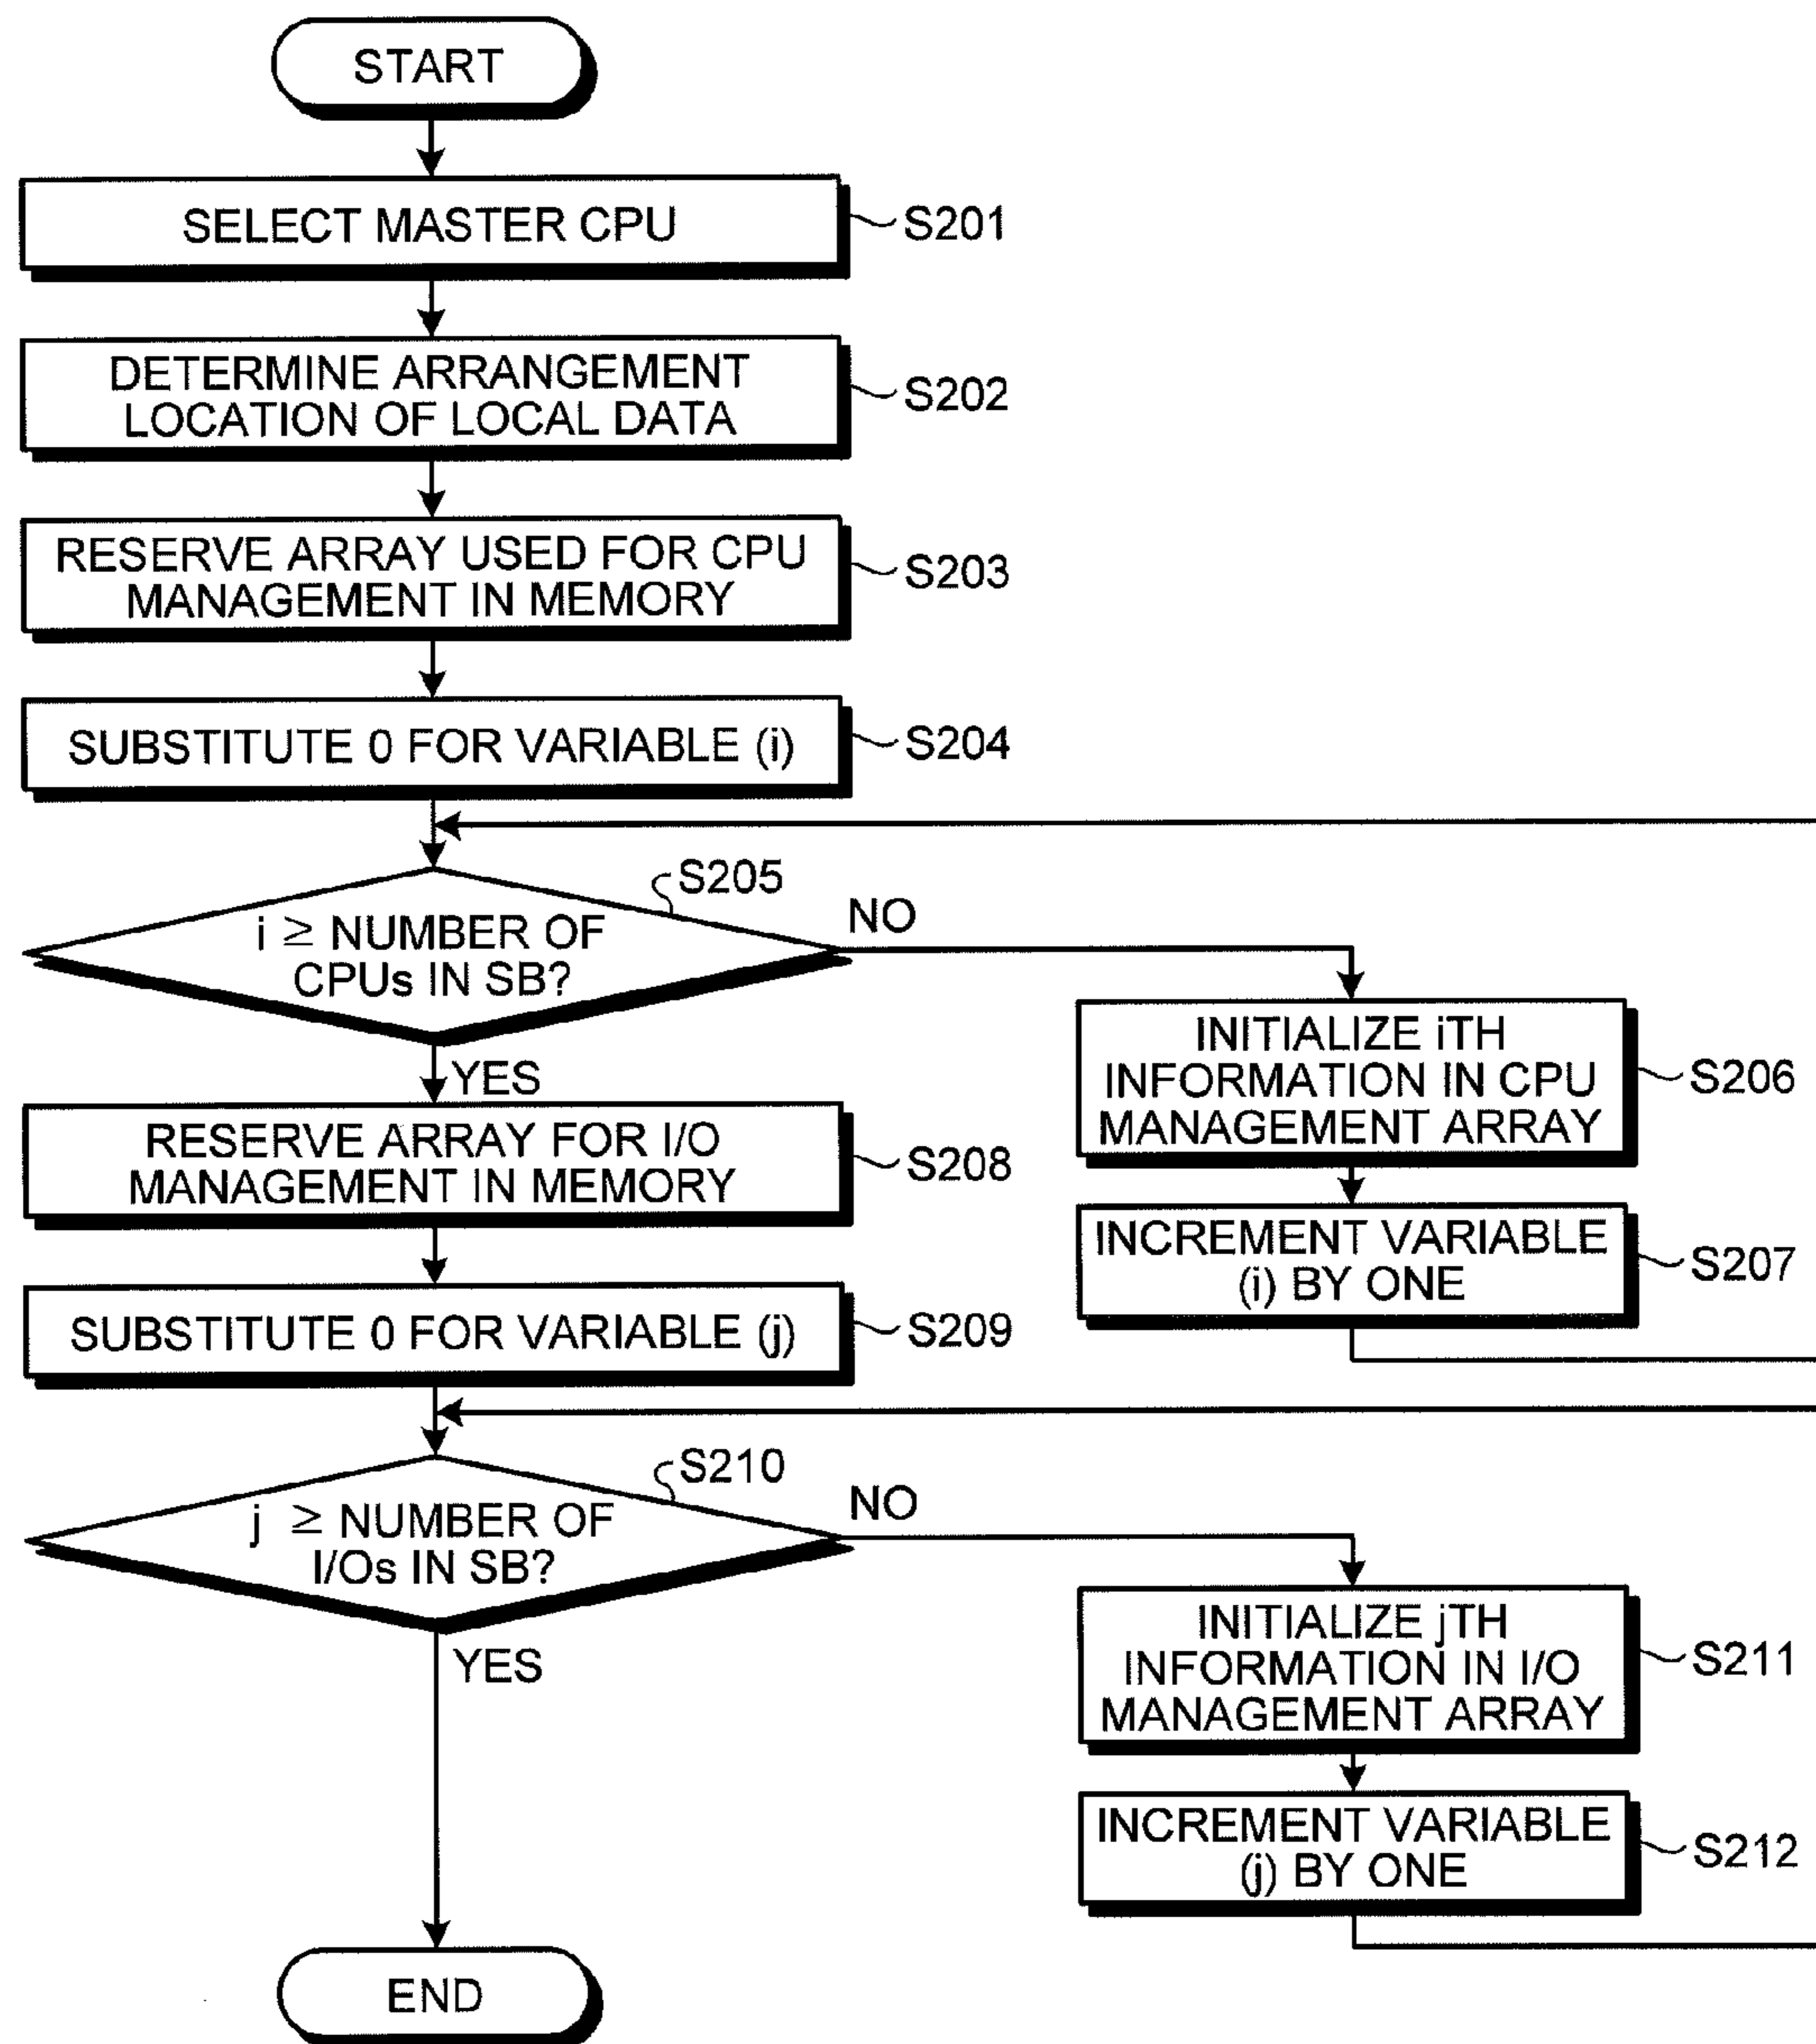 START
SELECT MASTER CPU
S201
DETERMINE ARRANGEMENT
LOCATION OF LOCAL DATA
S202
RESERVE ARRAY USED FOR CPU
MANAGEMENT IN MEMORY
S203
SUBSTITUTE 0 FOR VARIABLE (i)
S204
S205
i ≥ NUMBER OF
CPUs IN SB?
NO
YES
INITIALIZE iTH
INFORMATION IN CPU
MANAGEMENT ARRAY
S206
INCREMENT VARIABLE
(i) BY ONE
S207
RESERVE ARRAY FOR I/O
MANAGEMENT IN MEMORY
S208
SUBSTITUTE 0 FOR VARIABLE (j)
S209
S210
j ≥ NUMBER OF
I/Os IN SB?
NO
YES
INITIALIZE jTH
INFORMATION IN I/O
MANAGEMENT ARRAY
S211
INCREMENT VARIABLE
(j) BY ONE
S212
END